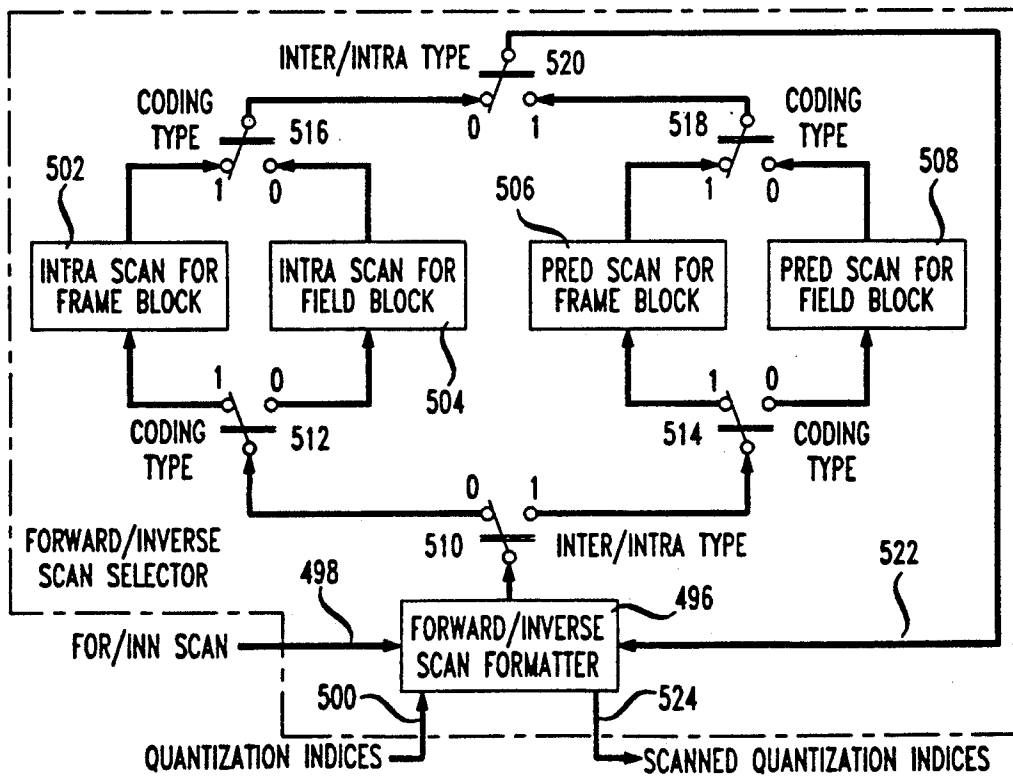 INTER/INTRA TYPE
520
0 1
CODING
TYPE
516
1 0
518
CODING
TYPE
1 0
502
506
508
INTRA SCAN FOR
FRAME BLOCK
INTRA SCAN FOR
FIELD BLOCK
PRED SCAN FOR
FRAME BLOCK
PRED SCAN FOR
FIELD BLOCK
504
1 0
CODING
TYPE
512
1 0
514
CODING
TYPE
0 1
510
INTER/INTRA TYPE
FORWARD/INVERSE
SCAN SELECTOR
498
496
522
FOR/INN SCAN
FORWARD/INVERSE
SCAN FORMATTER
500
524
QUANTIZATION INDICES
SCANNED QUANTIZATION INDICES